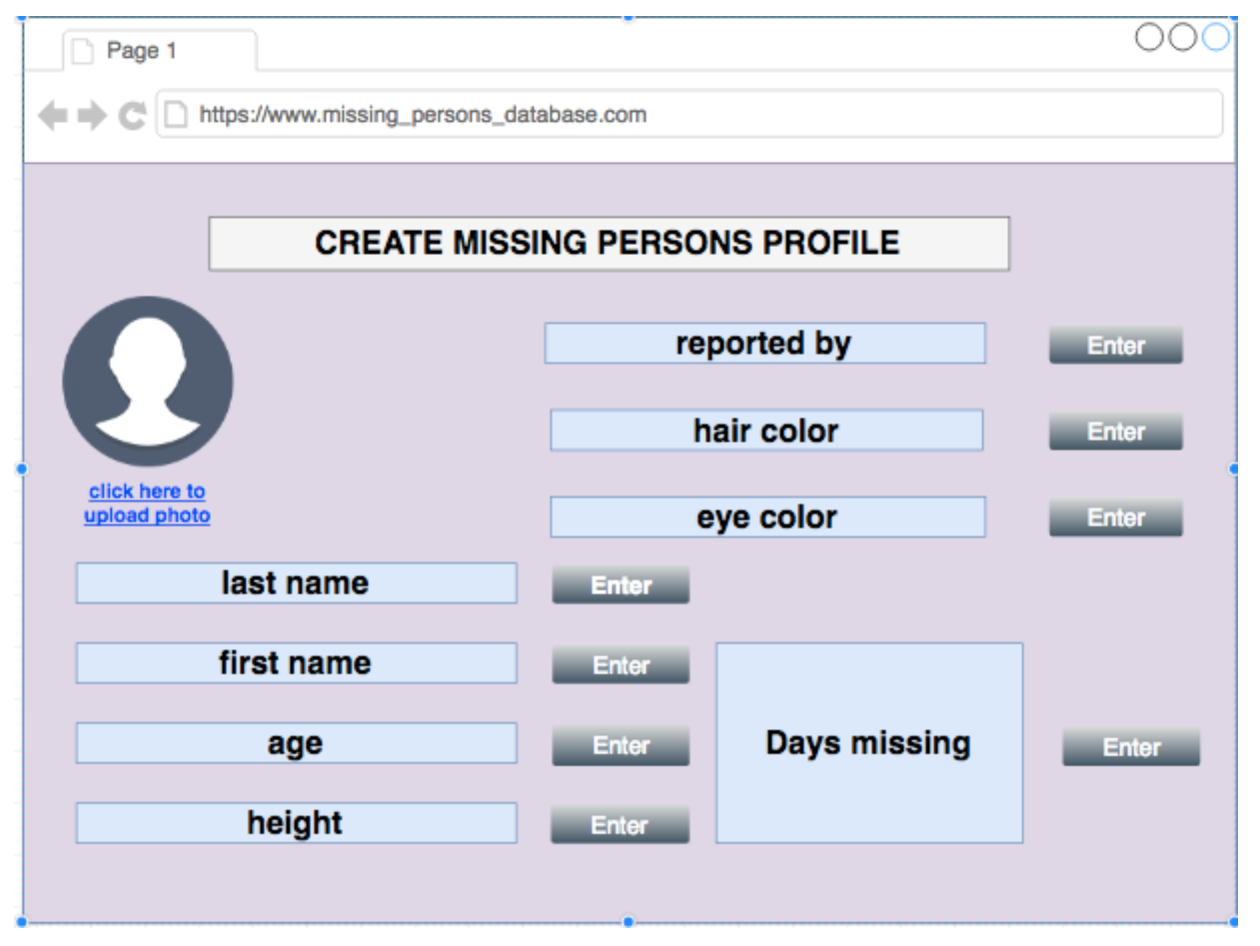 Page 1
https://www.missing_persons_database.com
CREATE MISSING PERSONS PROFILE
reported by
Enter
hair color
Enter
click here to
upload photo
eye color
Enter
last name
Enter
first name
Enter
age
Enter
Days missing
Enter
height
Enter